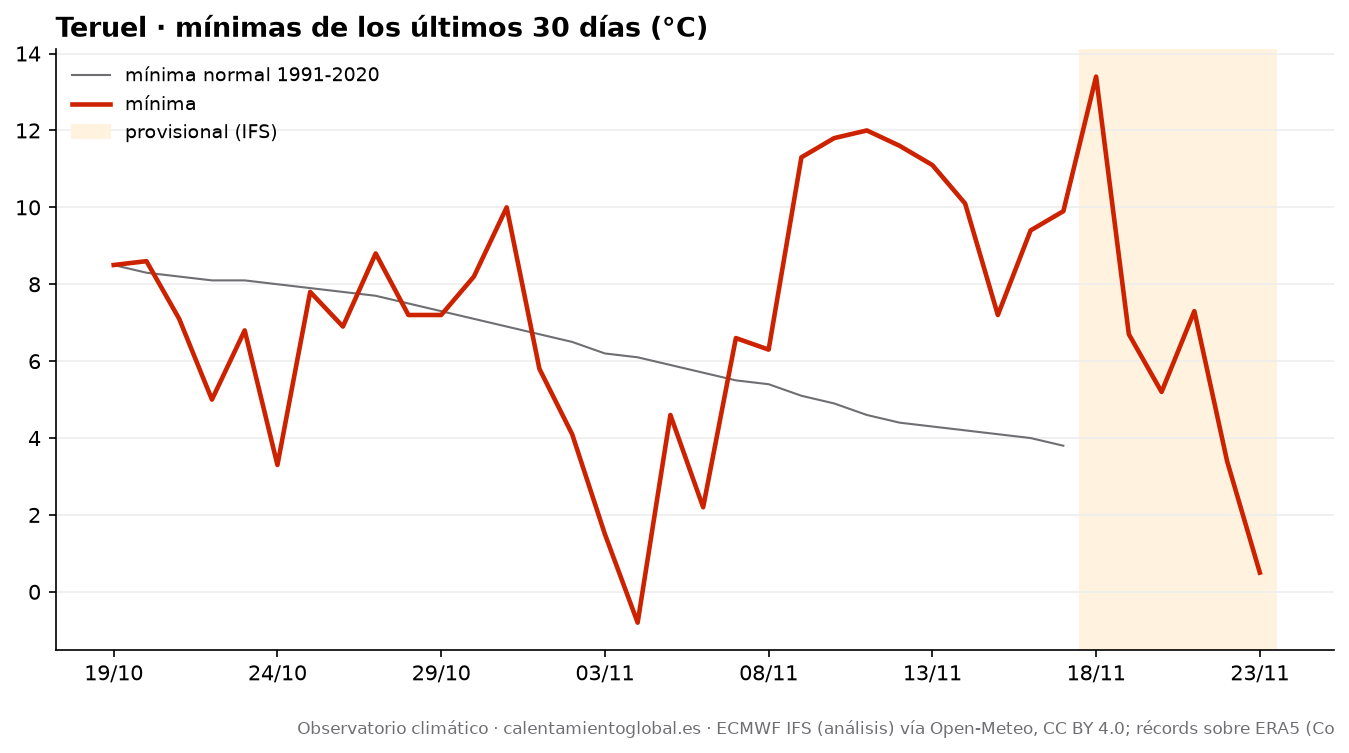 Teruel · mínimas de los últimos 30 días (°C)
14
12
10
8
6
4
2
0
mínima normal 1991-2020
mínima
provisional (IFS)
19/10 24/10 29/10 03/11 08/11 13/11 18/11 23/11
Observatorio climático · calentamientoglobal.es · ECMWF IFS (análisis) vía Open-Meteo, CC BY 4.0; récords sobre ERA5 (Co